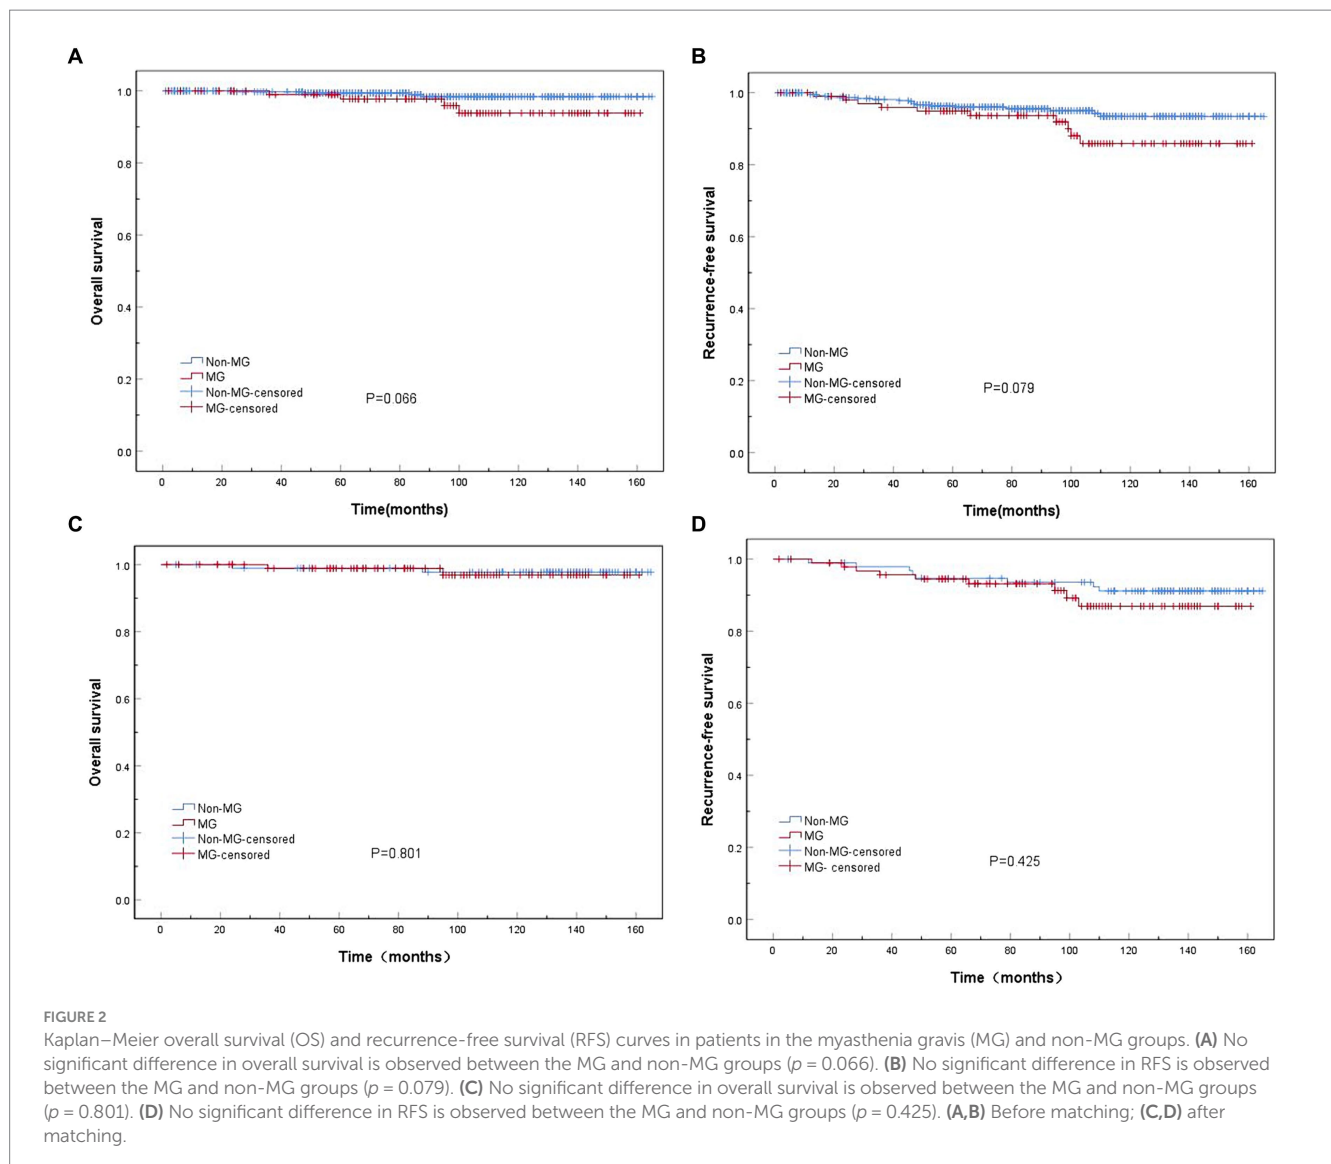 A
Overall survival
1.0
0.8
0.6
0.4
0.2
0.0
Non-MG
MG
Non-MG-censored
MG-censored
P=0.066
0 20 40 60 80 100 120 140 160
Time(months)
B
Recurrence-free survival
1.0
0.8
0.6
0.4
0.2
0.0
Non-MG
MG
Non-MG-censored
MG-censored
P=0.079
0 20 40 60 80 100 120 140 160
Time(months)
C
Overall survival
1.0
0.8
0.6
0.4
0.2
0.0
Non-MG
MG
Non-MG-censored
MG-censored
P=0.801
0 20 40 60 80 100 120 140 160
Time（months）
D
Recurrence-free survival
1.0
0.8
0.6
0.4
0.2
0.0
Non-MG
MG
Non-MG-censored
MG- censored
P=0.425
0 20 40 60 80 100 120 140 160
Time（months）
FIGURE 2
Kaplan–Meier overall survival (OS) and recurrence-free survival (RFS) curves in patients in the myasthenia gravis (MG) and non-MG groups. (A) No
significant difference in overall survival is observed between the MG and non-MG groups (p = 0.066). (B) No significant difference in RFS is observed
between the MG and non-MG groups (p = 0.079). (C) No significant difference in overall survival is observed between the MG and non-MG groups
(p = 0.801). (D) No significant difference in RFS is observed between the MG and non-MG groups (p = 0.425). (A,B) Before matching; (C,D) after
matching.